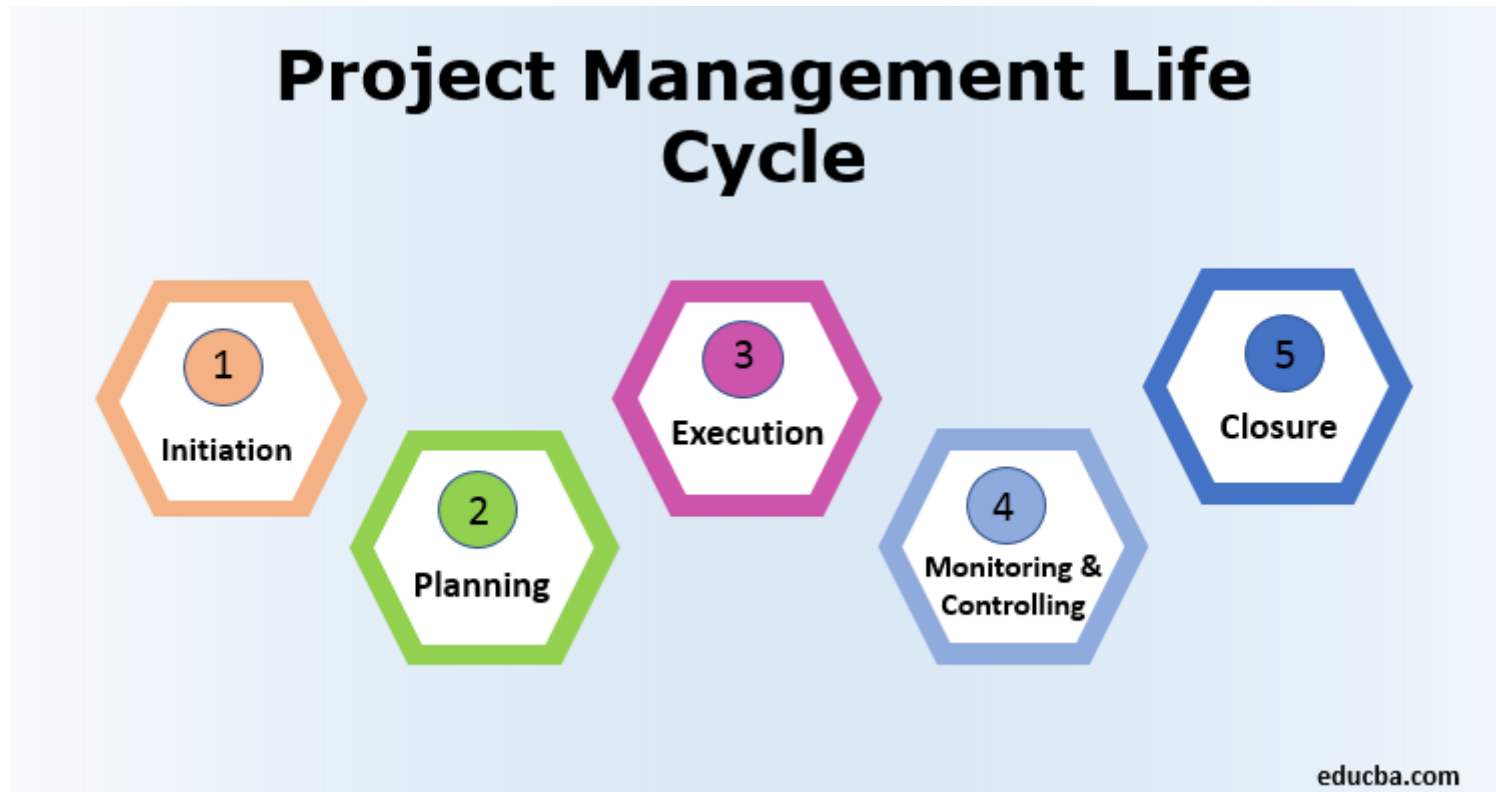 Project Management Life
Cycle
1
Initiation
2
Planning
3
Execution
4
Monitoring &
Controlling
5
Closure
educba.com